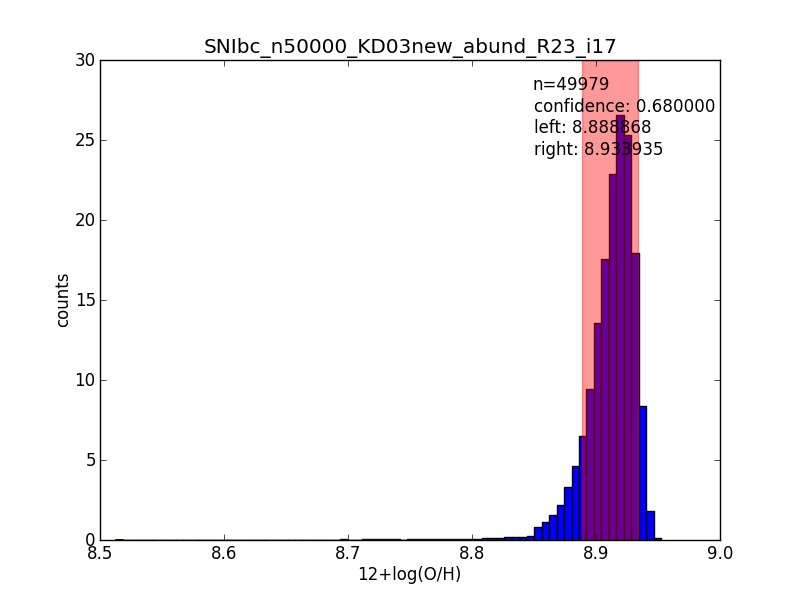 SNIbc_n50000_KD03new_abund_R23_i17
30
n=49979
confidence: 0.680000
left: 8.888868
right: 8.933935
25
20
15
10
5
0
counts
8.5 8.6 8.7 8.8 8.9 9.0
12+log(O/H)